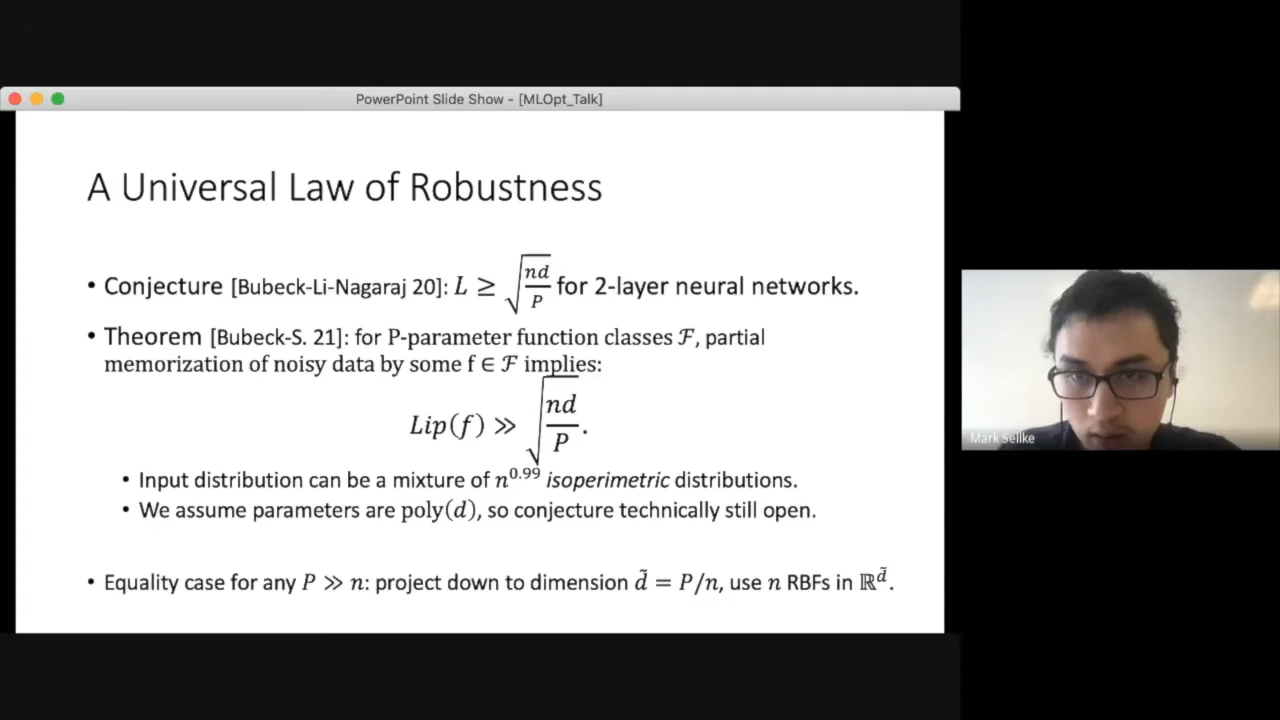 PowerPoint Slide Show - [MLOpt_Talk]
A Universal Law of Robustness
• Conjecture [Bubeck-Li-Nagaraj 20]: L ≥ √(nd/P) for 2-layer neural networks.
• Theorem [Bubeck-S. 21]: for P-parameter function classes ℱ, partial
memorization of noisy data by some f ∈ ℱ implies:
Lip(f) ≫ √(nd/P).
• Input distribution can be a mixture of n^0.99 isoperimetric distributions.
• We assume parameters are poly(d), so conjecture technically still open.
• Equality case for any P ≫ n: project down to dimension d̃ = P/n, use n RBFs in ℝ^d̃.
Mark Sellke